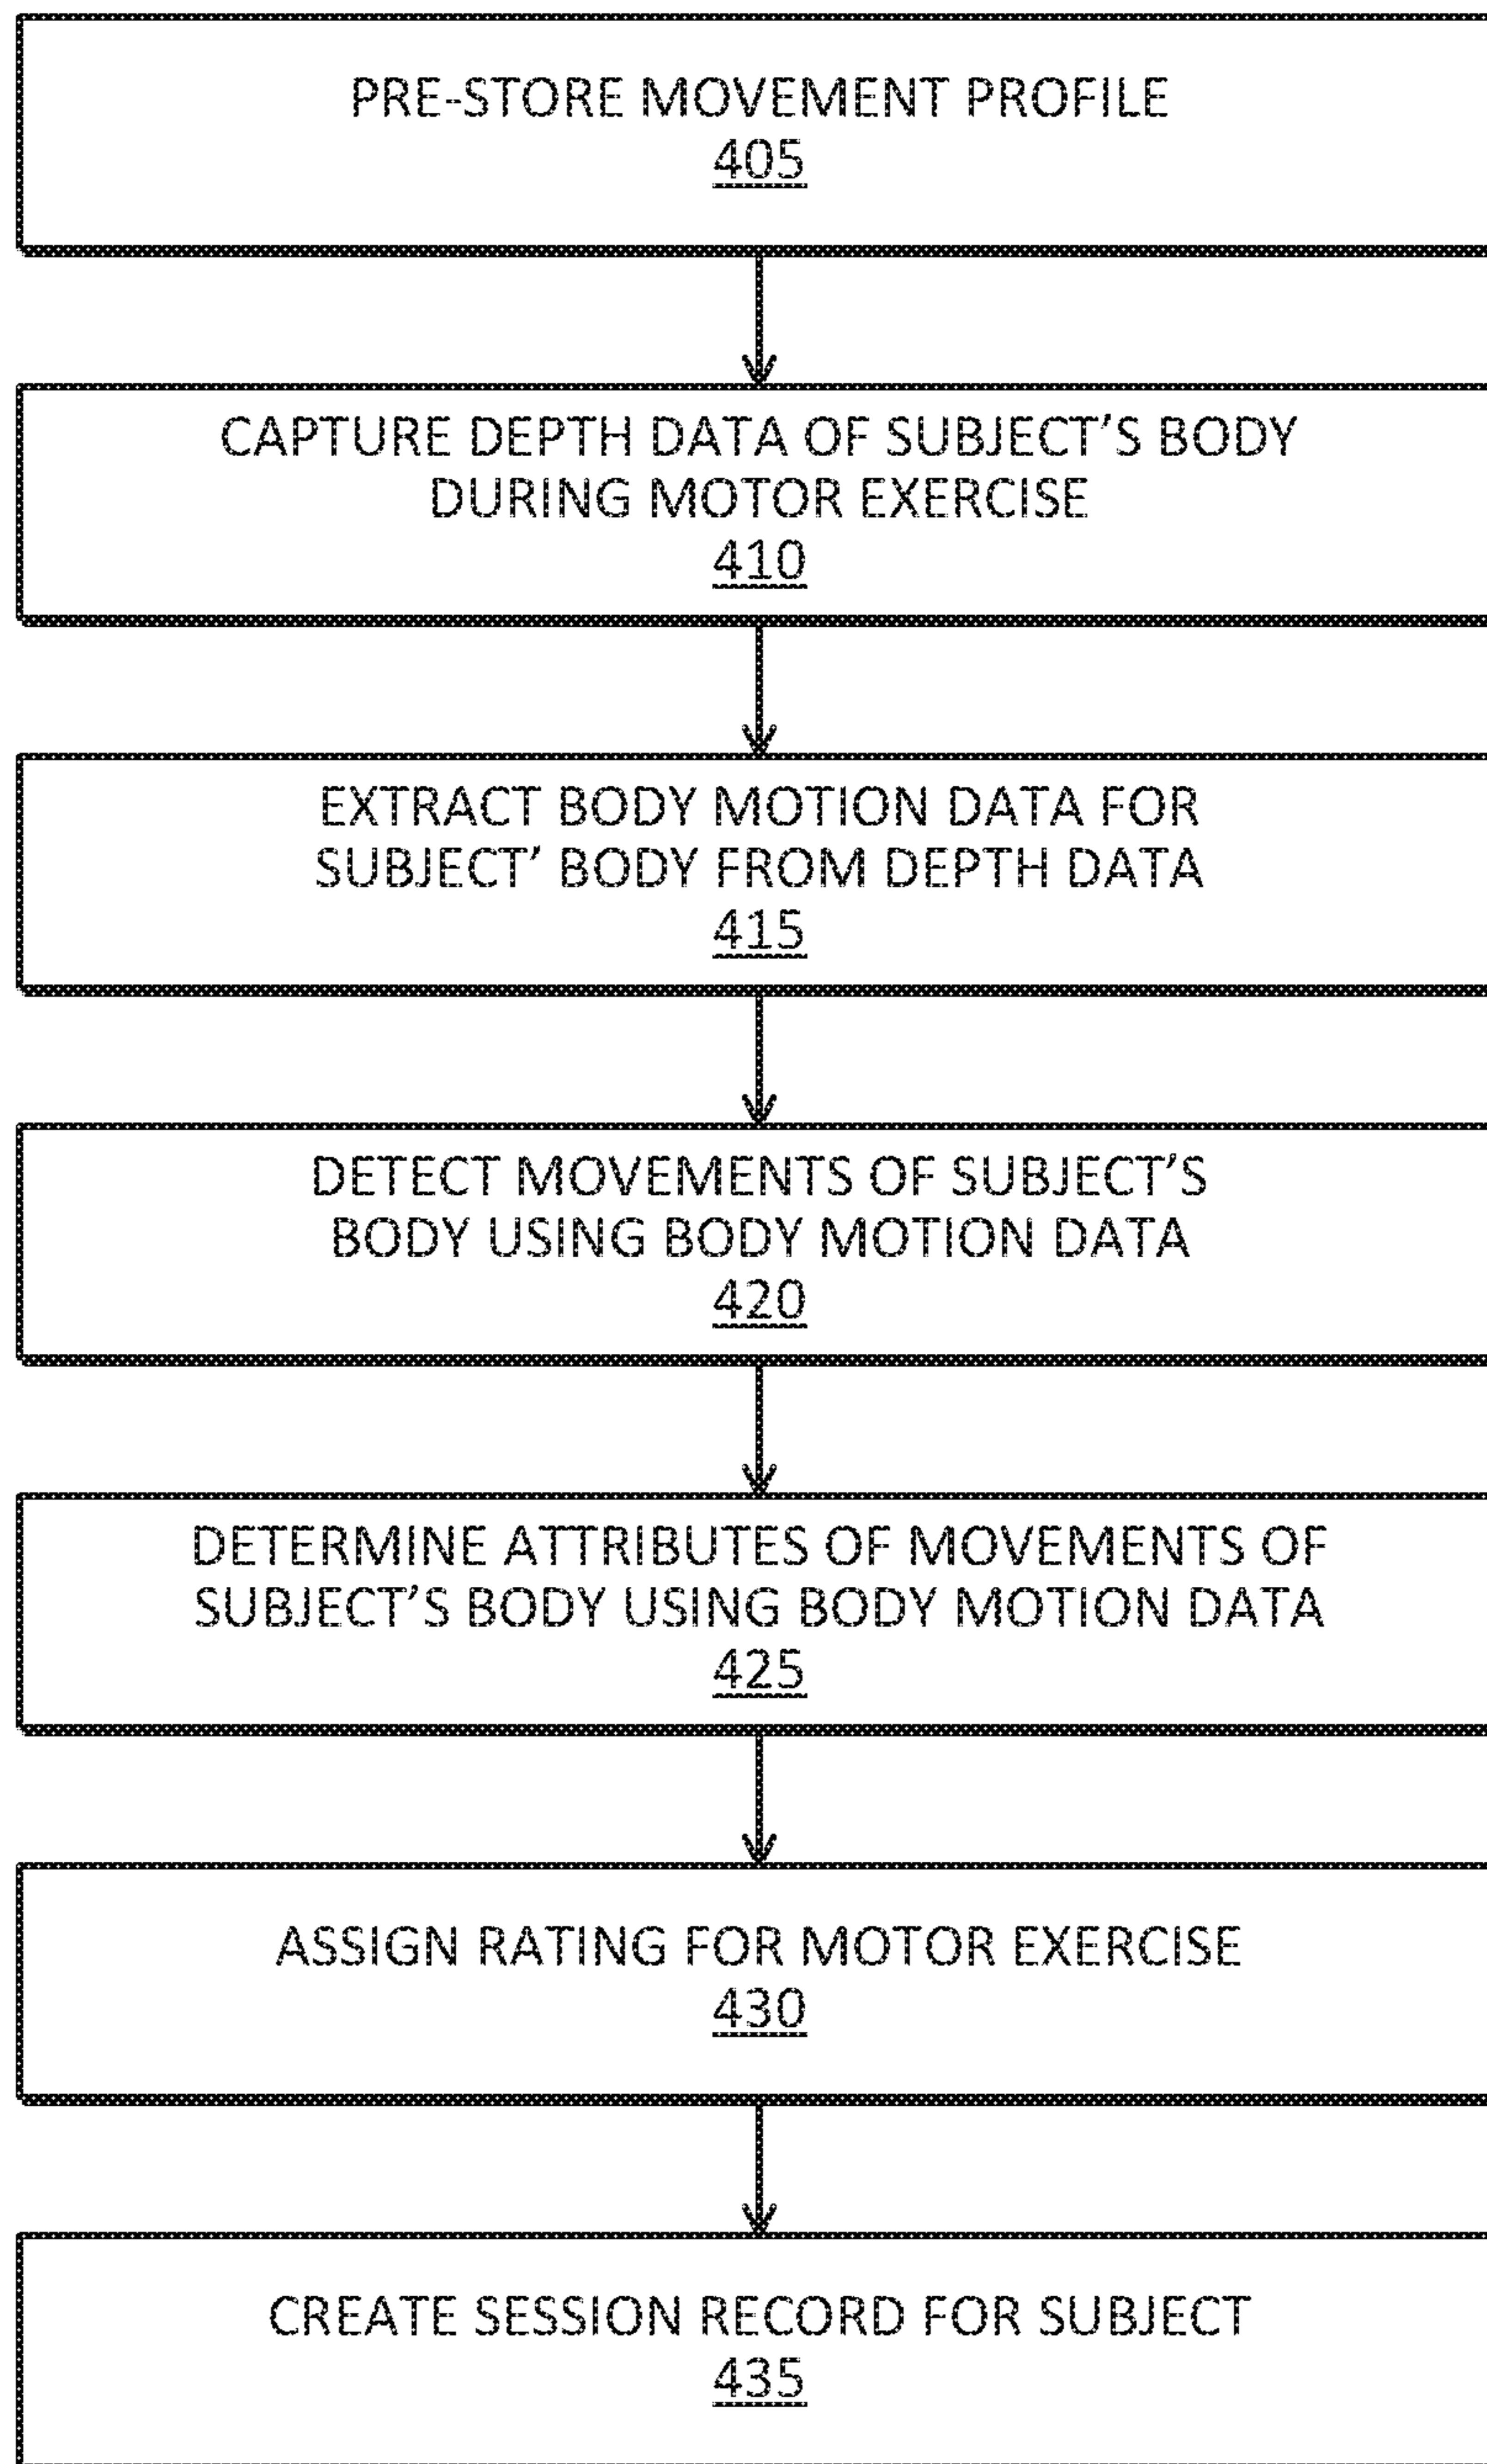 PRE-STORE MOVEMENT PROFILE
405
CAPTURE DEPTH DATA OF SUBJECT'S BODY
DURING MOTOR EXERCISE
410
EXTRACT BODY MOTION DATA FOR
SUBJECT' BODY FROM DEPTH DATA
415
DETECT MOVEMENTS OF SUBJECT'S
BODY USING BODY MOTION DATA
420
DETERMINE ATTRIBUTES OF MOVEMENTS OF
SUBJECT'S BODY USING BODY MOTION DATA
425
ASSIGN RATING FOR MOTOR EXERCISE
430
CREATE SESSION RECORD FOR SUBJECT
435